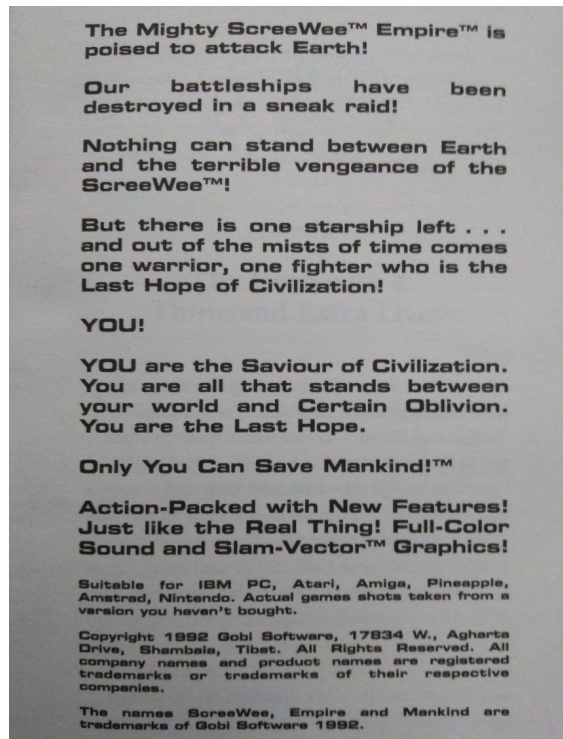 The Mighty ScreeWee™ Empire™ is
poised to attack Earth!
Our battleships have been
destroyed in a sneak raid!
Nothing can stand between Earth
and the terrible vengeance of the
ScreeWee™!
But there is one starship left . . .
and out of the mists of time comes
one warrior, one fighter who is the
Last Hope of Civilization!
YOU!
YOU are the Saviour of Civilization.
You are all that stands between
your world and Certain Oblivion.
You are the Last Hope.
Only You Can Save Mankind!™
Action-Packed with New Features!
Just like the Real Thing! Full-Color
Sound and Slam-Vector™ Graphics!
Suitable for IBM PC, Atari, Amiga, Pineapple,
Amstrad, Nintendo. Actual games shots taken from a
version you haven't bought.
Copyright 1992 Gobi Software, 17834 W., Agharta
Drive, Shambala, Tibet. All Rights Reserved. All
company names and product names are registered
trademarks or trademarks of their respective
companies.
The names ScreeWee, Empire and Mankind are
trademarks of Gobi Software 1992.